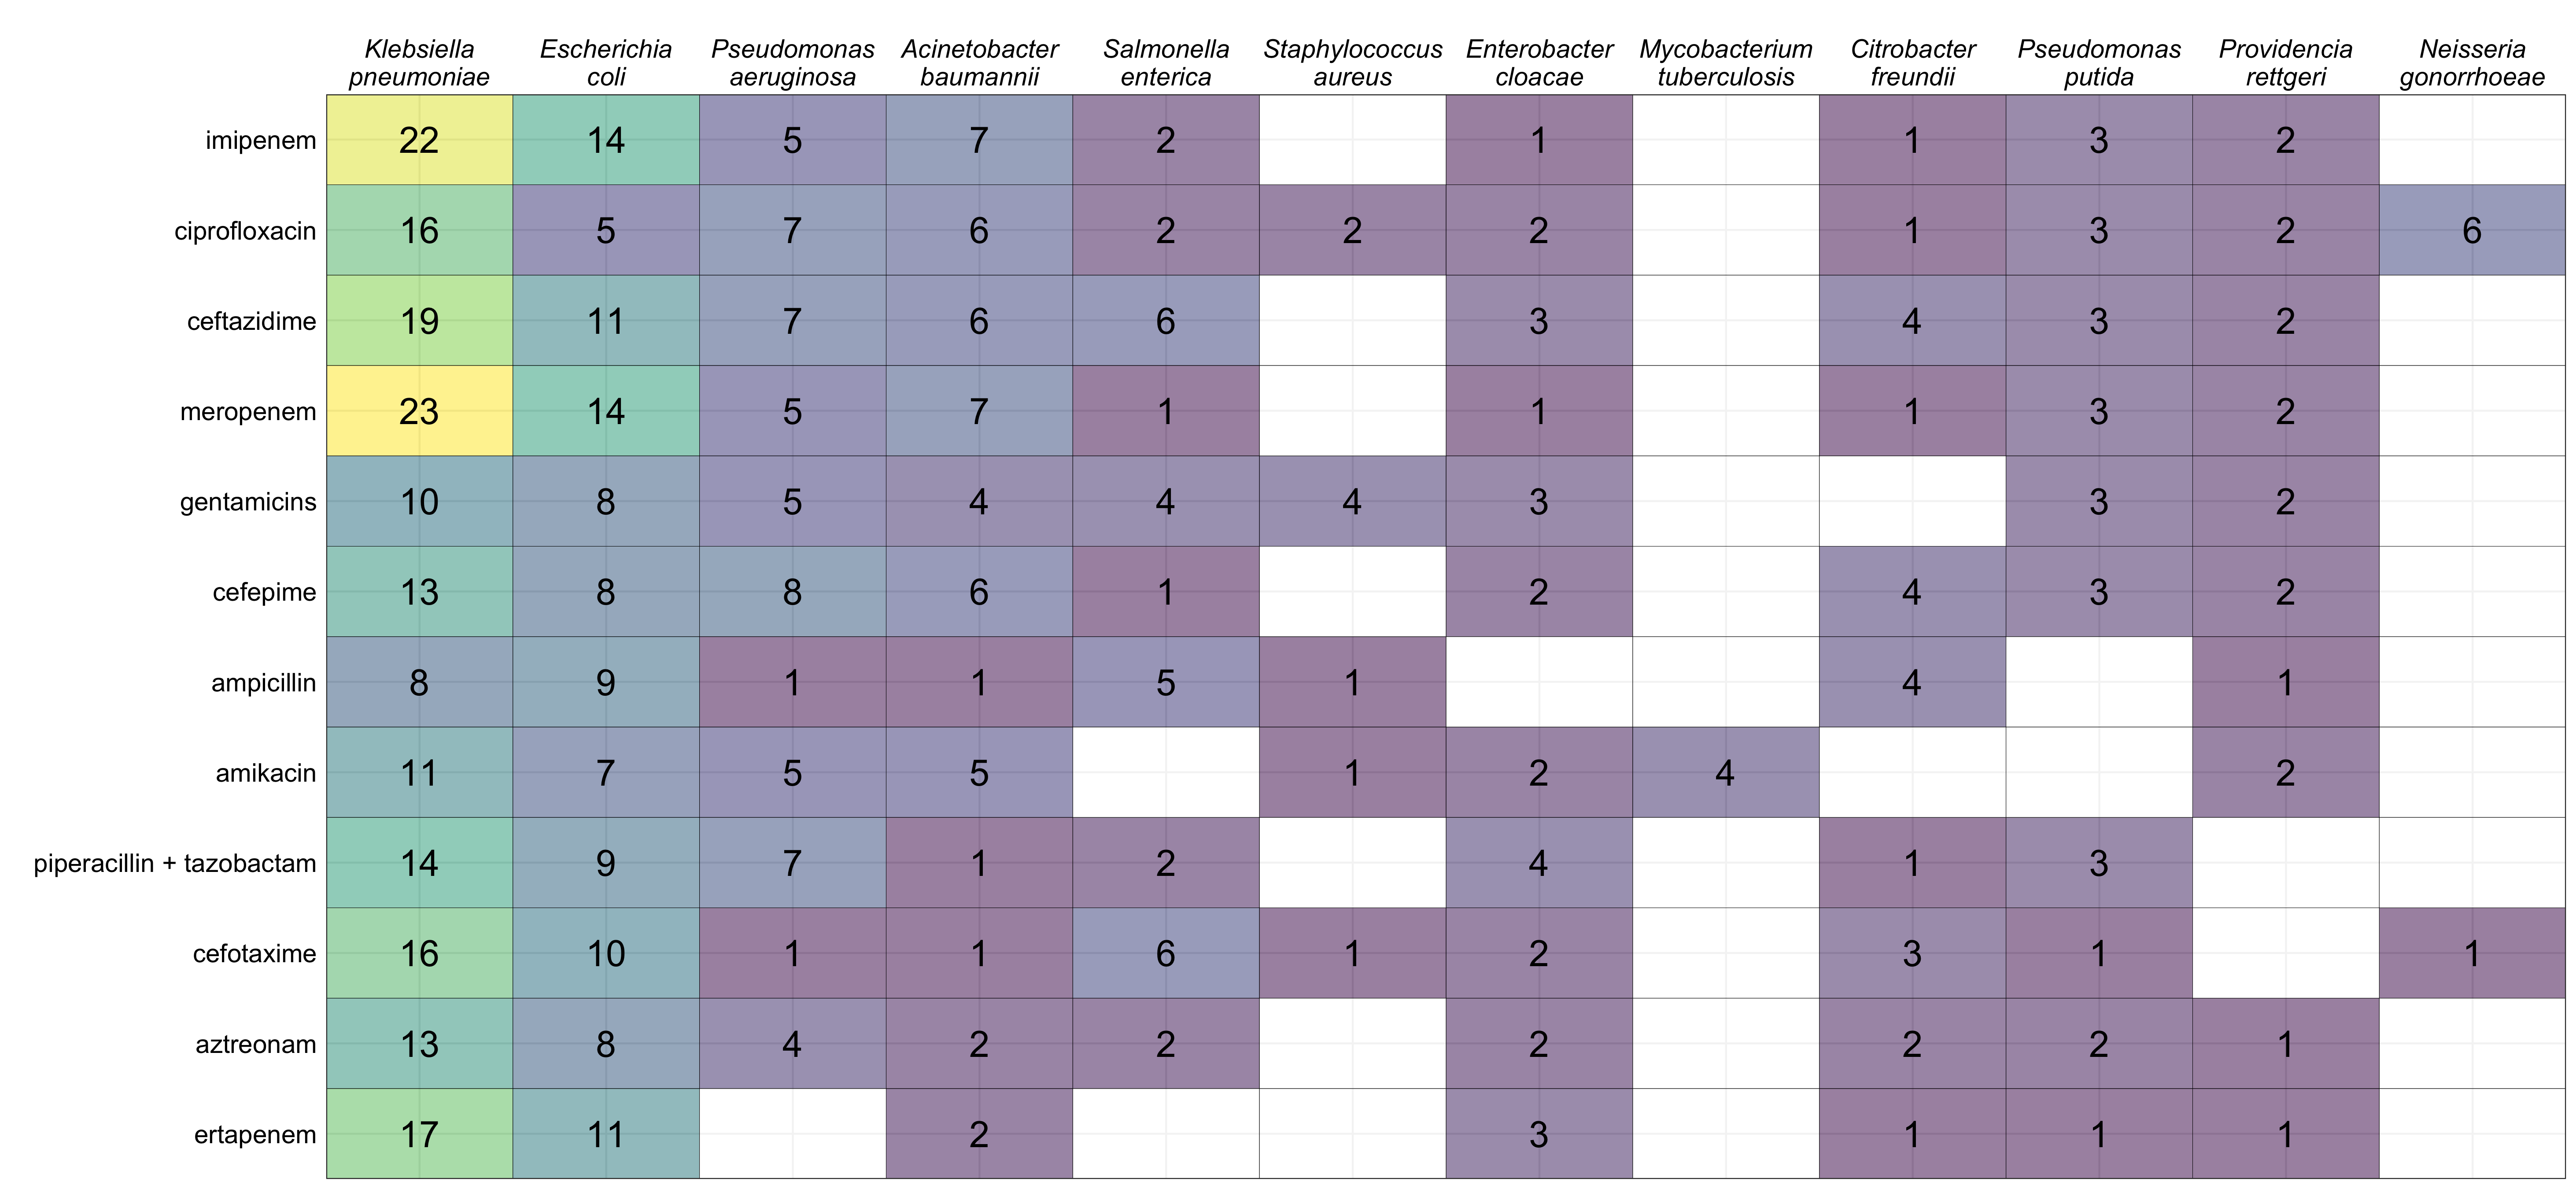 Klebsiella Escherichia Pseudomonas Acinetobacter Salmonella Staphylococcus Enterobacter Mycobacterium Citrobacter Pseudomonas Providencia Neisseria
pneumoniae coli aeruginosa baumannii enterica aureus cloacae tuberculosis freundii putida rettgeri gonorrhoeae
imipenem 22 14 5 7 2 1 1 3 2
ciprofloxacin 16 5 7 6 2 2 2 1 3 2 6
ceftazidime 19 11 7 6 6 3 4 3 2
meropenem 23 14 5 7 1 1 1 3 2
gentamicins 10 8 5 4 4 4 3 3 2
cefepime 13 8 8 6 1 2 4 3 2
ampicillin 8 9 1 1 5 1 4 1
amikacin 11 7 5 5 1 2 4 2
piperacillin + tazobactam 14 9 7 1 2 4 1 3
cefotaxime 16 10 1 1 6 1 2 3 1 1
aztreonam 13 8 4 2 2 2 2 2 1
ertapenem 17 11 2 3 1 1 1